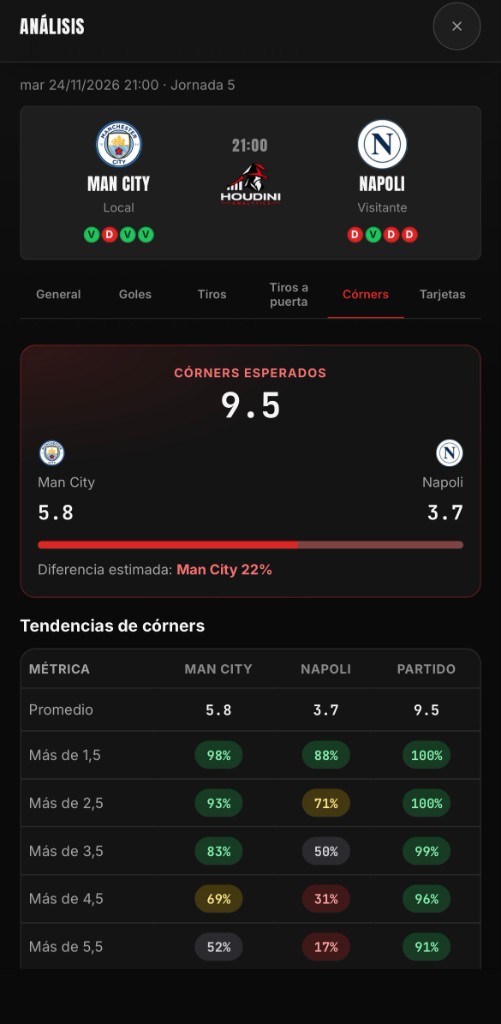 ANÁLISIS
mar 24/11/2026 21:00 · Jornada 5
MANCHESTER
CITY
21:00
N
HOUDINI
ANALYTICS
MAN CITY
NAPOLI
Local
Visitante
V D V V
D V D D
General
Goles
Tiros
Tiros a
puerta
Córners
Tarjetas
CÓRNERS ESPERADOS
9.5
N
Man City
Napoli
5.8
3.7
Diferencia estimada: Man City 22%
Tendencias de córners
MÉTRICA MAN CITY NAPOLI PARTIDO
Promedio 5.8 3.7 9.5
Más de 1,5 98% 88% 100%
Más de 2,5 93% 71% 100%
Más de 3,5 83% 50% 99%
Más de 4,5 69% 31% 96%
Más de 5,5 52% 17% 91%